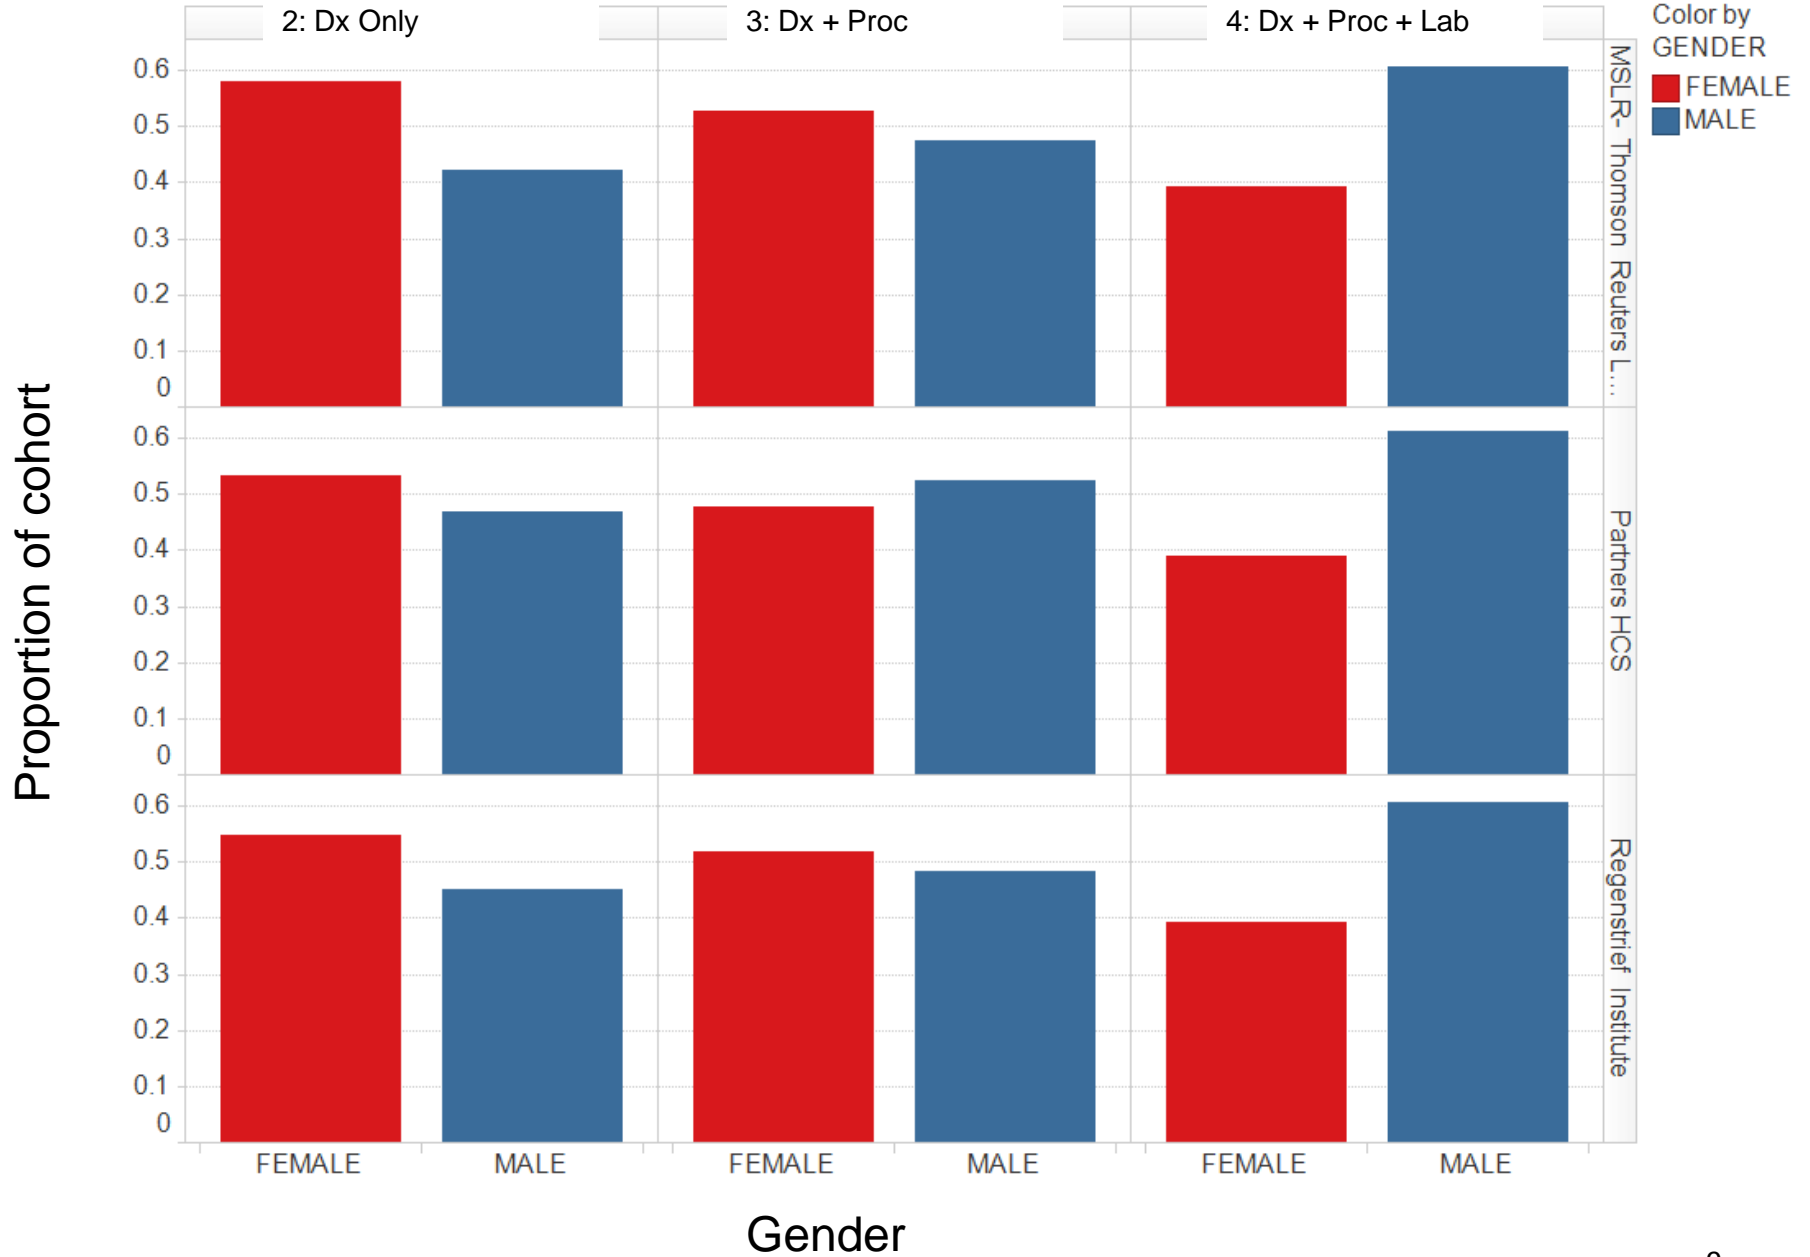 2: Dx Only
3: Dx + Proc
4: Dx + Proc + Lab
Color by
GENDER
FEMALE
MALE
Proportion of cohort
0.6
0.5
0.4
0.3
0.2
0.1
0
MSLR- Thomson Reuters L...
0.6
0.5
0.4
0.3
0.2
0.1
0
Partners HCS
0.6
0.5
0.4
0.3
0.2
0.1
0
Regenstrief Institute
FEMALE MALE FEMALE MALE FEMALE MALE
Gender